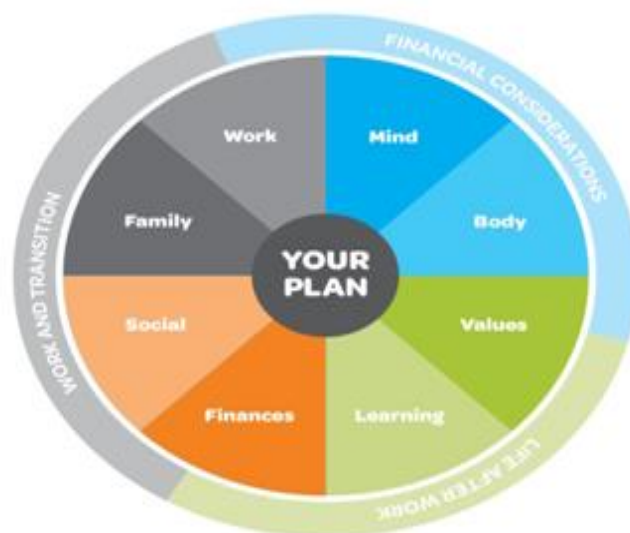 FINANCIAL CONSIDERATIONS
Work
Mind
Family
Body
YOUR
PLAN
WORK AND TRANSITION
Social
Values
Finances
Learning
LIFE AFTER WORK